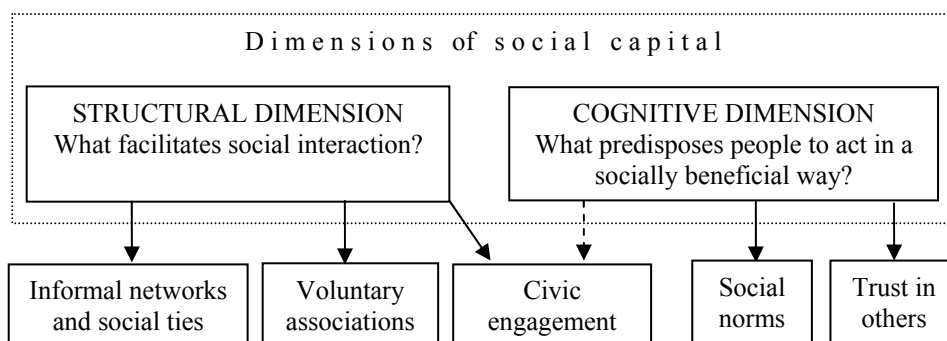 Dimensions of social capital
STRUCTURAL DIMENSION
What facilitates social interaction?
COGNITIVE DIMENSION
What predisposes people to act in a
socially beneficial way?
Informal networks
and social ties
Voluntary
associations
Civic
engagement
Social
norms
Trust in
others